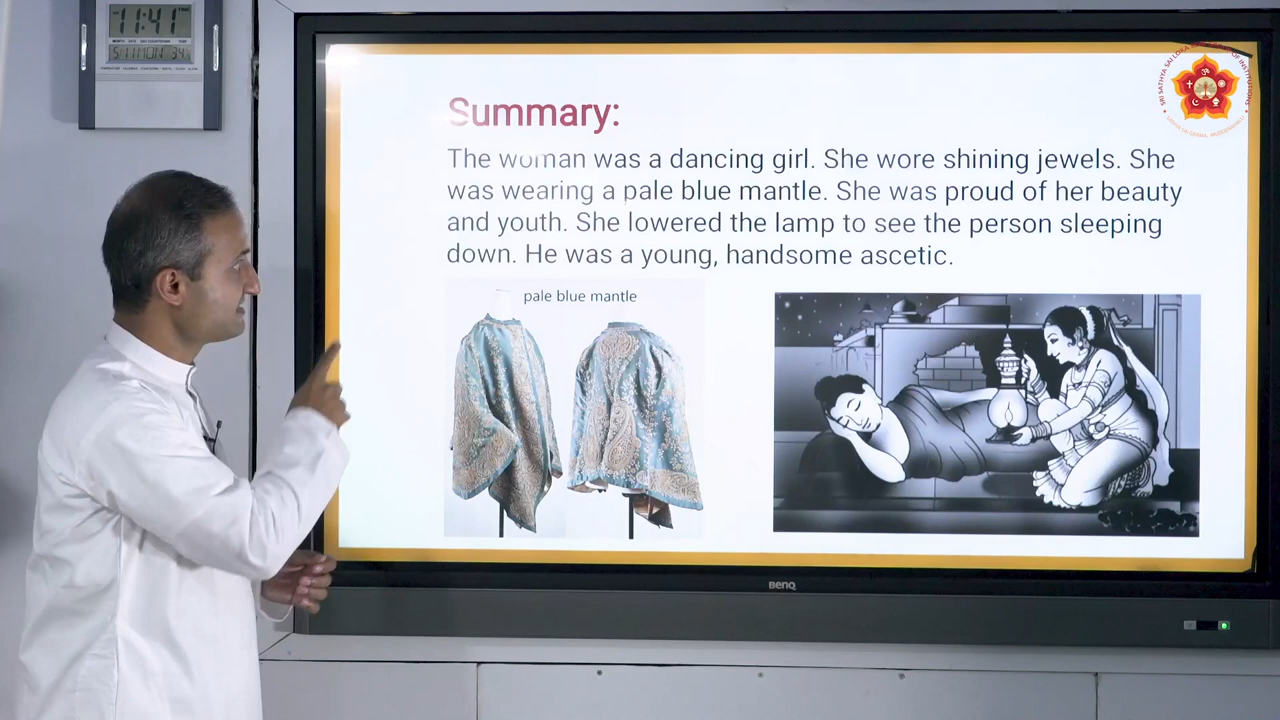 11:41
Summary:
The woman was a dancing girl. She wore shining jewels. She
was wearing a pale blue mantle. She was proud of her beauty
and youth. She lowered the lamp to see the person sleeping
down. He was a young, handsome ascetic.
pale blue mantle
BenQ